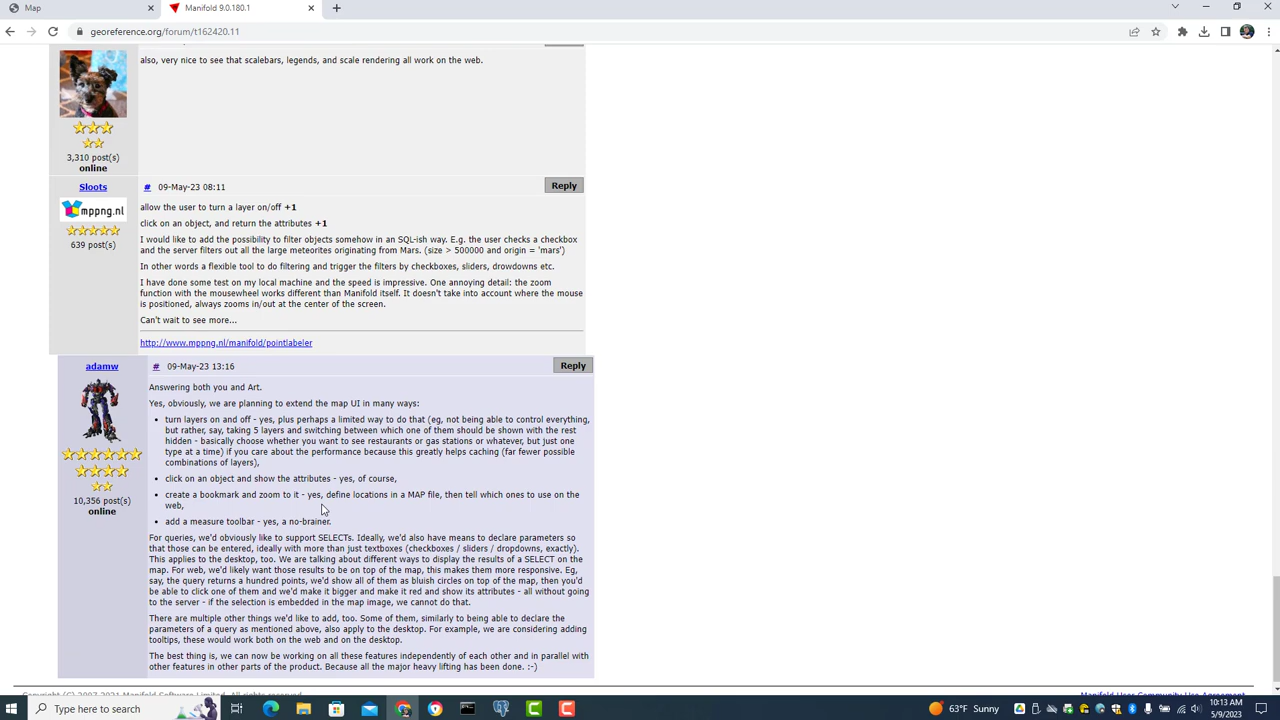 Map
Manifold 9.0.180.1
georeference.org/forum/t162420.11
also, very nice to see that scalebars, legends, and scale rendering all work on the web.
3,310 post(s)
online
Sloots
# 09-May-23 08:11
Reply
mppng.nl
639 post(s)
allow the user to turn a layer on/off +1
click on an object, and return the attributes +1
I would like to add the possibility to filter objects somehow in an SQL-ish way. E.g. the user checks a checkbox
and the server filters out all the large meteorites originating from Mars. (size > 500000 and origin = 'mars')
In other words a flexible tool to do filtering and trigger the filters by checkboxes, sliders, drowdowns etc.
I have done some test on my local machine and the speed is impressive. One annoying detail: the zoom
function with the mousewheel works different than Manifold itself. It doesn't take into account where the mouse
is positioned, always zooms in/out at the center of the screen.
Can't wait to see more...
http://www.mppng.nl/manifold/pointlabeler
adamw
# 09-May-23 13:16
Reply
10,356 post(s)
online
Answering both you and Art.
Yes, obviously, we are planning to extend the map UI in many ways:
• turn layers on and off - yes, plus perhaps a limited way to do that (eg, not being able to control everything,
but rather, say, taking 5 layers and switching between which one of them should be shown with the rest
hidden - basically choose whether you want to see restaurants or gas stations or whatever, but just one
type at a time) if you care about the performance because this greatly helps caching (far fewer possible
combinations of layers),
• click on an object and show the attributes - yes, of course,
• create a bookmark and zoom to it - yes, define locations in a MAP file, then tell which ones to use on the
web,
• add a measure toolbar - yes, a no-brainer.
For queries, we'd obviously like to support SELECTs. Ideally, we'd also have means to declare parameters so
that those can be entered, ideally with more than just textboxes (checkboxes / sliders / dropdowns, exactly).
This applies to the desktop, too. We are talking about different ways to display the results of a SELECT on the
map. For web, we'd likely want those results to be on top of the map, this makes them more responsive. Eg,
say, the query returns a hundred points, we'd show all of them as bluish circles on top of the map, then you'd
be able to click one of them and we'd make it bigger and make it red and show its attributes - all without going
to the server - if the selection is embedded in the map image, we cannot do that.
There are multiple other things we'd like to add, too. Some of them, similarly to being able to declare the
parameters of a query as mentioned above, also apply to the desktop. For example, we are considering adding
tooltips, these would work both on the web and on the desktop.
The best thing is, we can now be working on all these features independently of each other and in parallel with
other features in other parts of the product. Because all the major heavy lifting has been done. :-)
Copyright (C) 2007-2021 Manifold Software Limited. All rights reserved.
Manifold User Community Use Agreement
Type here to search
63°F Sunny
10:13 AM
5/9/2023